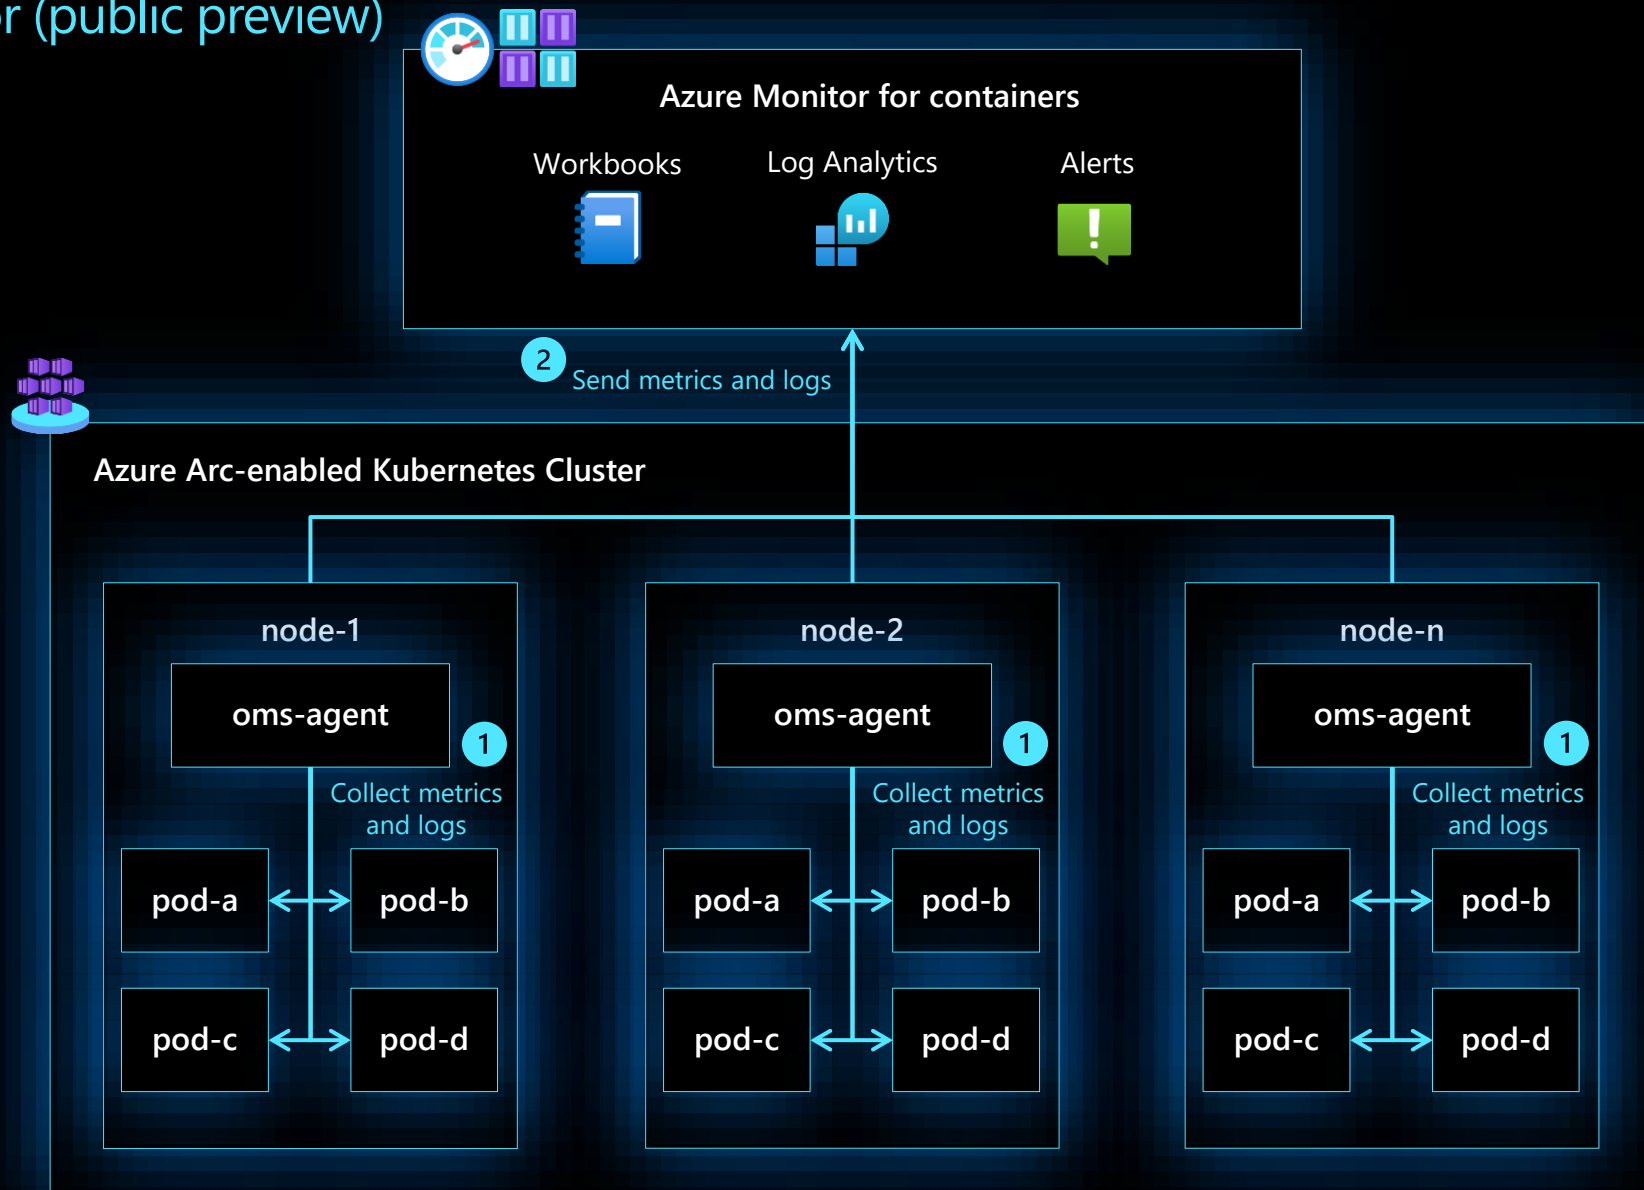 (public preview)
Azure Monitor for containers
Workbooks
Log Analytics
Alerts
2
Send metrics and logs
Azure Arc-enabled Kubernetes Cluster
node-1
oms-agent
1
Collect metrics
and logs
pod-a
pod-b
pod-c
pod-d
node-2
oms-agent
1
Collect metrics
and logs
pod-a
pod-b
pod-c
pod-d
node-n
oms-agent
1
Collect metrics
and logs
pod-a
pod-b
pod-c
pod-d